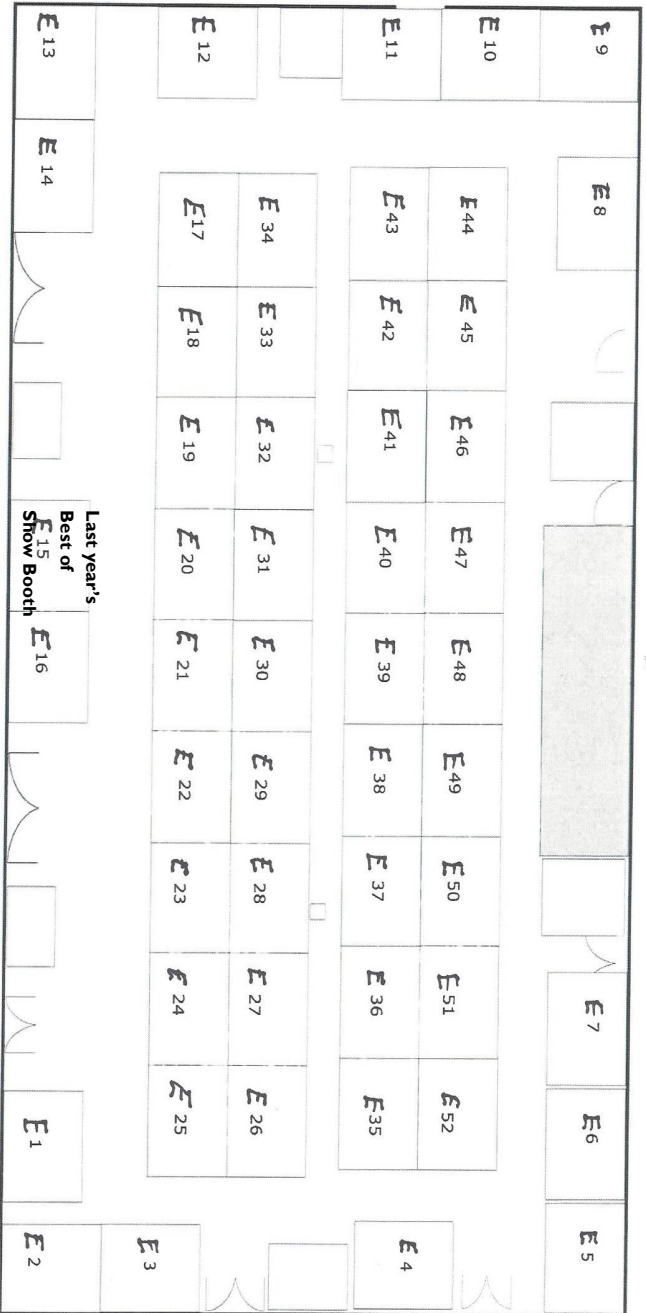 E 9
E 8
E 7
E 6
E 5
E 10
E 44
E 45
E 46
E 47
E 48
E 49
E 50
E 51
E 52
E 11
E 43
E 42
E 41
E 40
E 39
E 38
E 37
E 36
E 35
E 4
E 34
E 33
E 32
E 31
E 30
E 29
E 28
E 27
E 26
E 12
E 17
E 18
E 19
E 20
E 21
E 22
E 23
E 24
E 25
E 3
Last year's
Best of
Show Booth
E 13
E 14
E 15
E 16
E 1
E 2